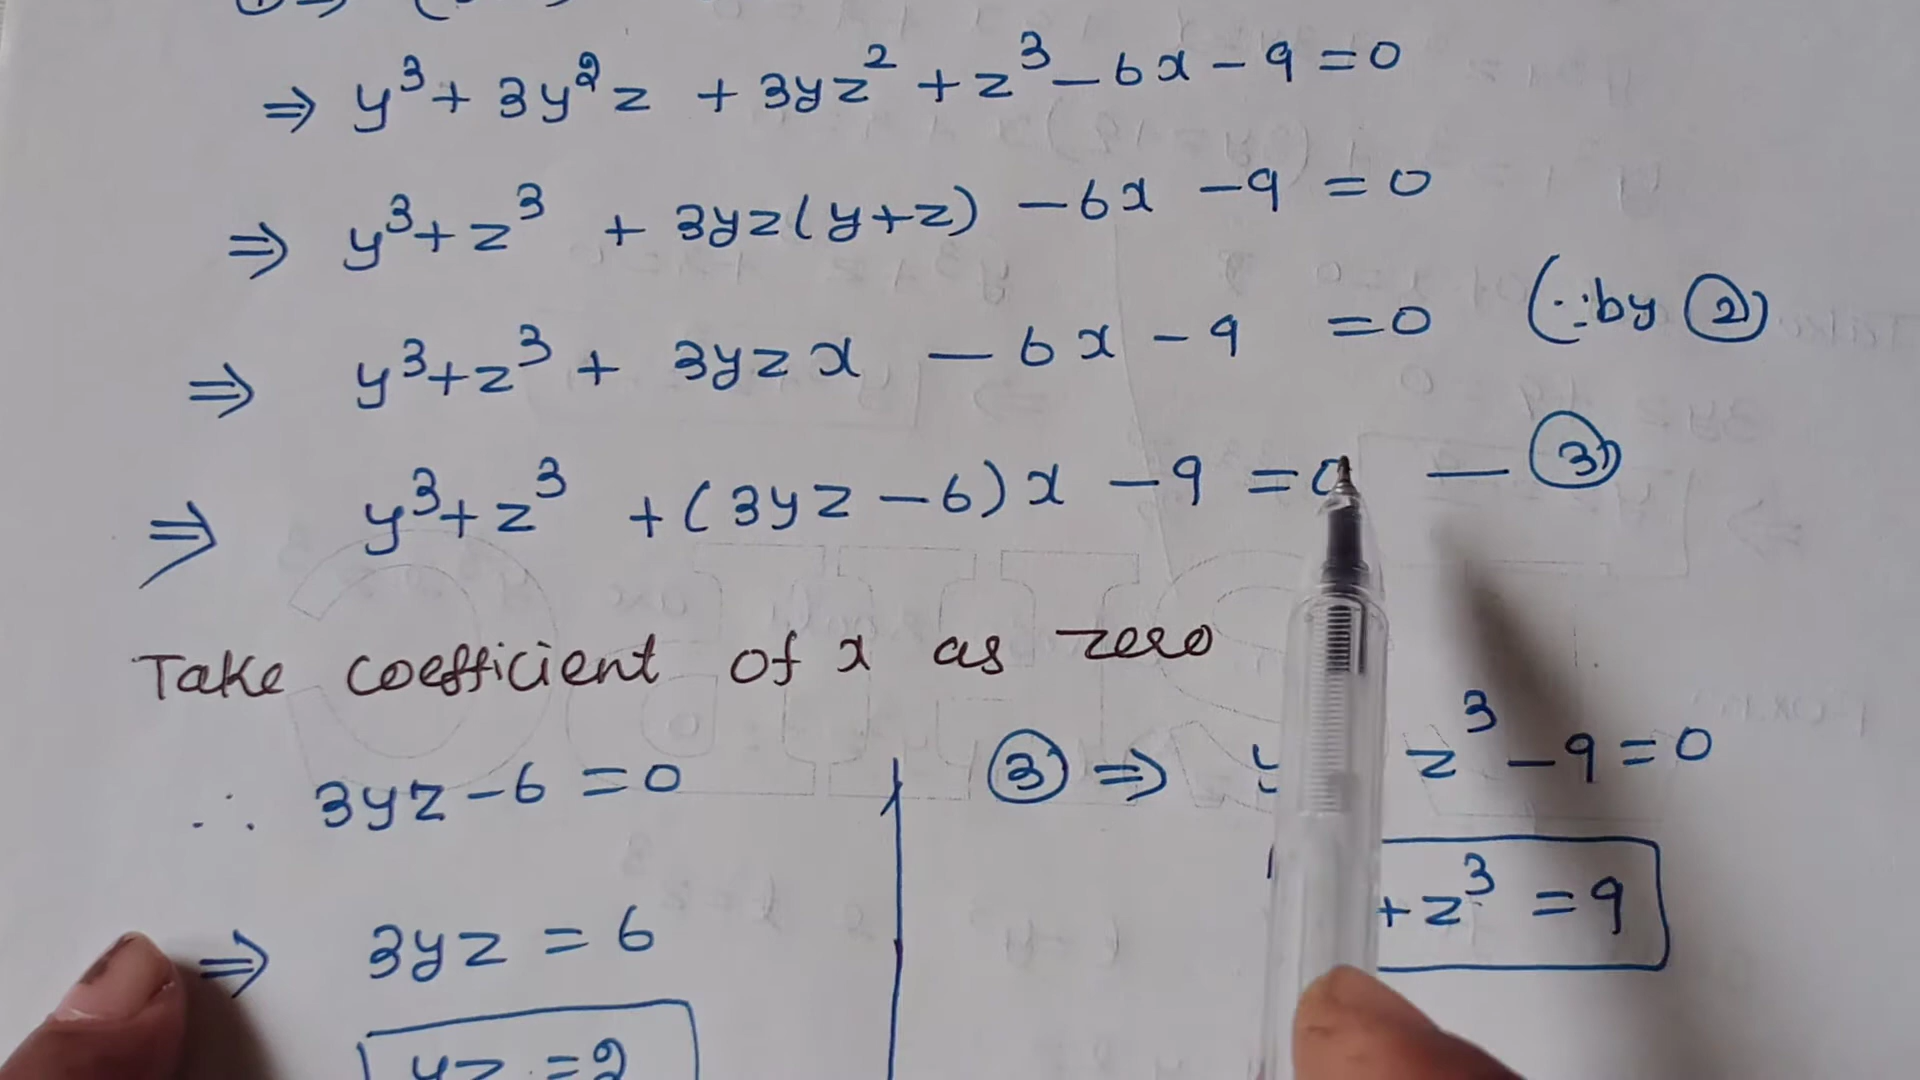 ⇒ y³ + 3y²z + 3yz² + z³ - 6x - 9 = 0
⇒ y³ + z³ + 3yz(y+z) - 6x - 9 = 0
⇒ y³ + z³ + 3yzx - 6x - 9 = 0 (∵ by ②)
⇒ y³ + z³ + (3yz - 6)x - 9 = 0 — ③
Take coefficient of x as zero
∴ 3yz - 6 = 0
⇒ 3yz = 6
yz = 2
③ ⇒ y z³ - 9 = 0
+ z³ = 9